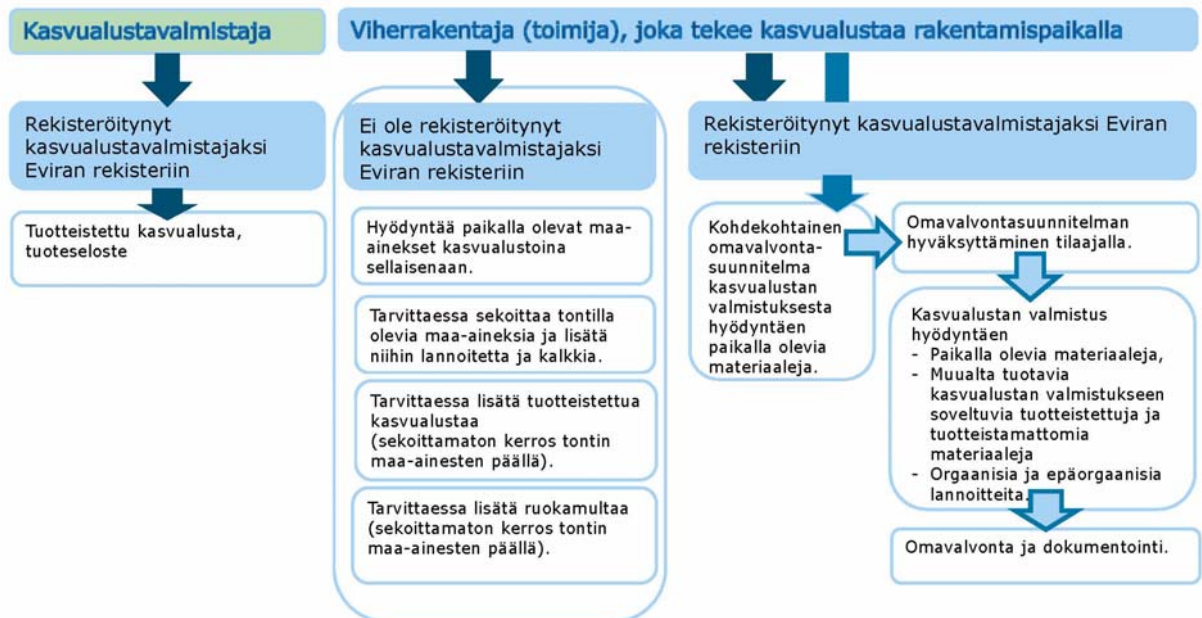 Kasvualustavalmistaja
Viherrakentaja (toimija), joka tekee kasvualustaa rakentamispaikalla
Rekisteröitynyt
kasvualustavalmistajaksi
Eviran rekisteriin
Tuotteistettu kasvualusta,
tuoteseloste
Ei ole rekisteröitynyt
kasvualustavalmistajaksi
Eviran rekisteriin
Hyödyntää paikalla olevat maa-
ainekset kasvualustoina
sellaisenaan.
Tarvittaessa sekoittaa tontilla
olevia maa-aineksia ja lisätä
niihin lannoitetta ja kalkkia.
Tarvittaessa lisätä tuotteistettua
kasvualustaa
(sekoittamaton kerros tontin
maa-ainesten päällä).
Tarvittaessa lisätä ruokamultaa
(sekoittamaton kerros tontin
maa-ainesten päällä).
Rekisteröitynyt kasvualustavalmistajaksi Eviran
rekisteriin
Kohdekohtainen
omavalvonta-
suunnitelma
kasvualustan
valmistuksesta
hyödyntäen
paikalla olevia
materiaaleja.
Omavalvontasuunnitelman
hyväksyttäminen tilaajalla.
Kasvualustan valmistus
hyödyntäen
- Paikalla olevia materiaaleja,
- Muualta tuotavia
kasvualustan valmistukseen
soveltuvia tuotteistettuja ja
tuotteistamattomia
materiaaleja
- Orgaanisia ja epäorgaanisia
lannoitteita.
Omavalvonta ja dokumentointi.